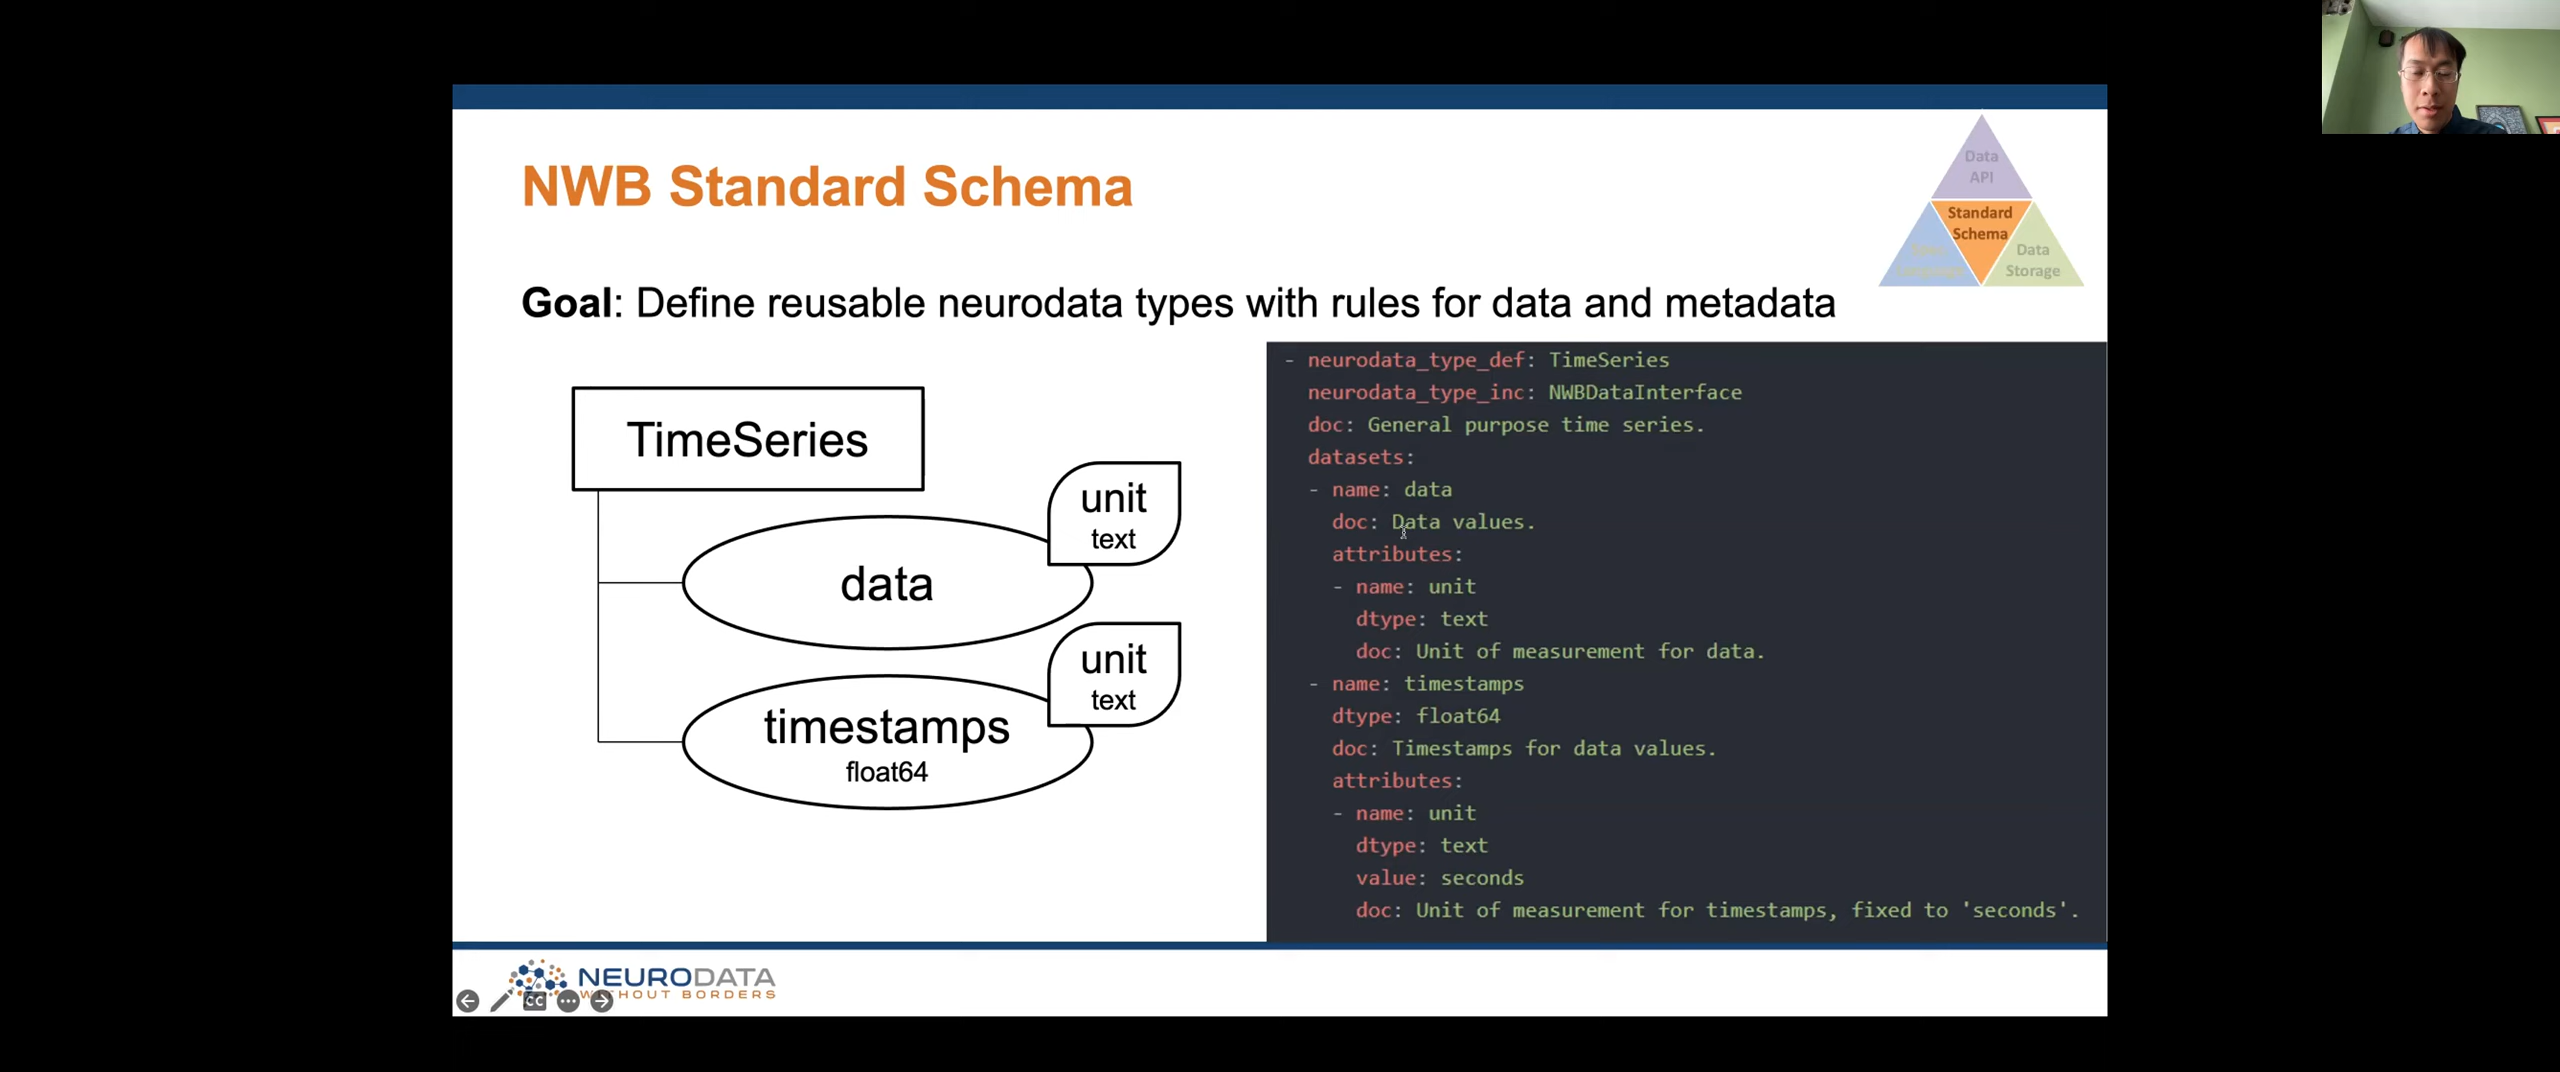 NWB Standard Schema
Data
API
Standard
Schema
Data
Storage
Goal: Define reusable neurodata types with rules for data and metadata
TimeSeries
unit
text
data
unit
text
timestamps
float64
- neurodata_type_def: TimeSeries
neurodata_type_inc: NWBDataInterface
doc: General purpose time series.
datasets:
- name: data
doc: Data values.
attributes:
- name: unit
dtype: text
doc: Unit of measurement for data.
- name: timestamps
dtype: float64
doc: Timestamps for data values.
attributes:
- name: unit
dtype: text
value: seconds
doc: Unit of measurement for timestamps, fixed to 'seconds'.
NEURODATA
WITHOUT BORDERS
CC